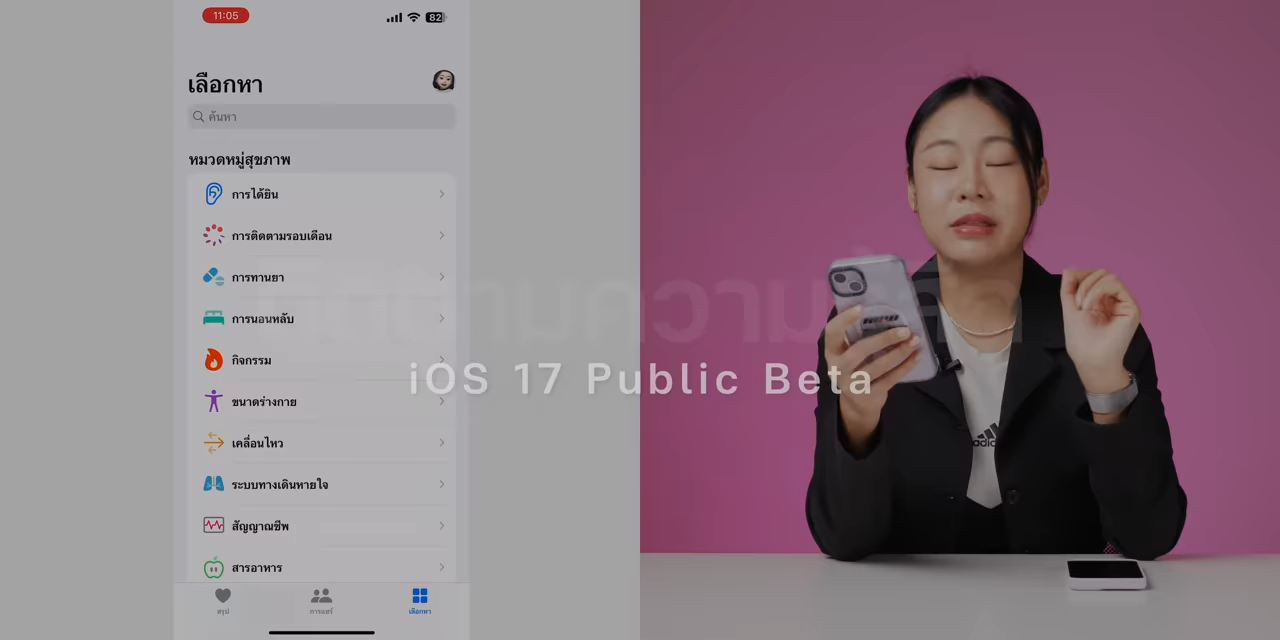 11:05
82
เลือกหา
ค้นหา
หมวดหมู่สุขภาพ
การได้ยิน
การติดตามรอบเดือน
การทานยา
การนอนหลับ
กิจกรรม
ขนาดร่างกาย
เคลื่อนไหว
ระบบทางเดินหายใจ
สัญญาณชีพ
สารอาหาร
สรุป
การแชร์
เลือกหา
iOS 17 Public Beta
adidas